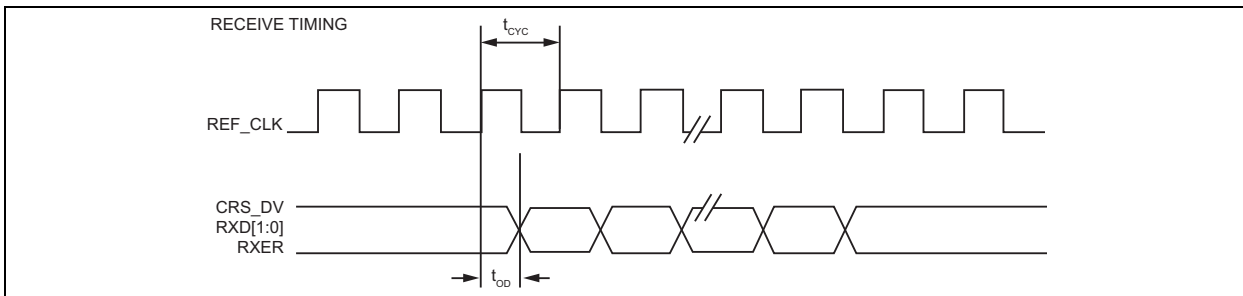 RECEIVE TIMING
tCYC
REF_CLK
CRS_DV
RXD[1:0]
RXER
tOD